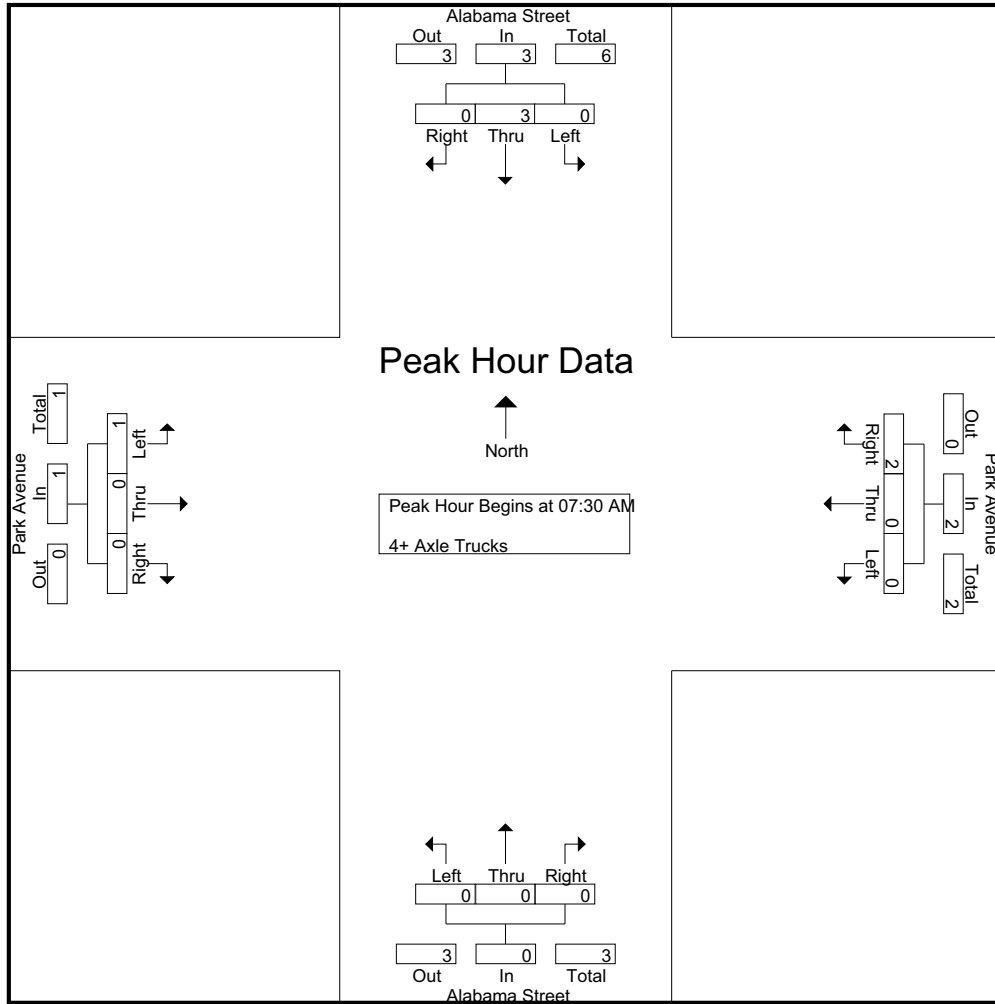 Alabama Street
Out In Total
3 3 6
0 3 0
Right Thru Left
Peak Hour Data
North
Peak Hour Begins at 07:30 AM
4+ Axle Trucks
Park Avenue
Out In Total
0 1 1
Left Thru Right
1 0 0
Park Avenue
Out In Total
0 2 2
Right Thru Left
2 0 0
Left Thru Right
0 0 0
3 0 3
Out In Total
Alabama Street